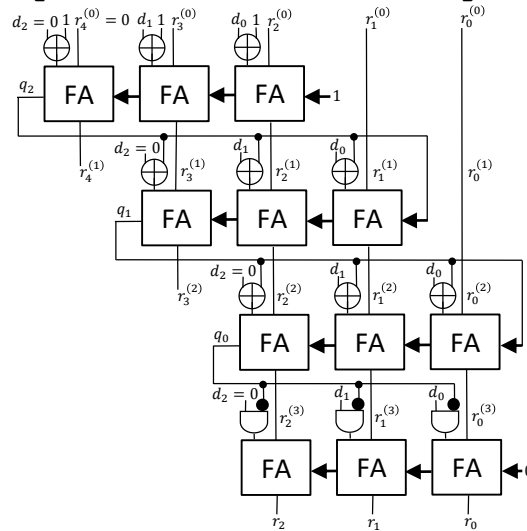 d₂ = 0 1 r₄⁽⁰⁾ = 0 d₁ 1 r₃⁽⁰⁾ d₀ 1 r₂⁽⁰⁾ r₁⁽⁰⁾ r₀⁽⁰⁾
q₂ FA FA FA 1
r₄⁽¹⁾ d₂ = 0 r₃⁽¹⁾ d₁ r₂⁽¹⁾ d₀ r₁⁽¹⁾ r₀⁽¹⁾
q₁ FA FA FA
r₃⁽²⁾ d₂ = 0 r₂⁽²⁾ d₁ r₁⁽²⁾ d₀ r₀⁽²⁾
q₀ FA FA FA
d₂ = 0 r₂⁽³⁾ d₁ r₁⁽³⁾ d₀ r₀⁽³⁾
FA FA FA
r₂ r₁ r₀